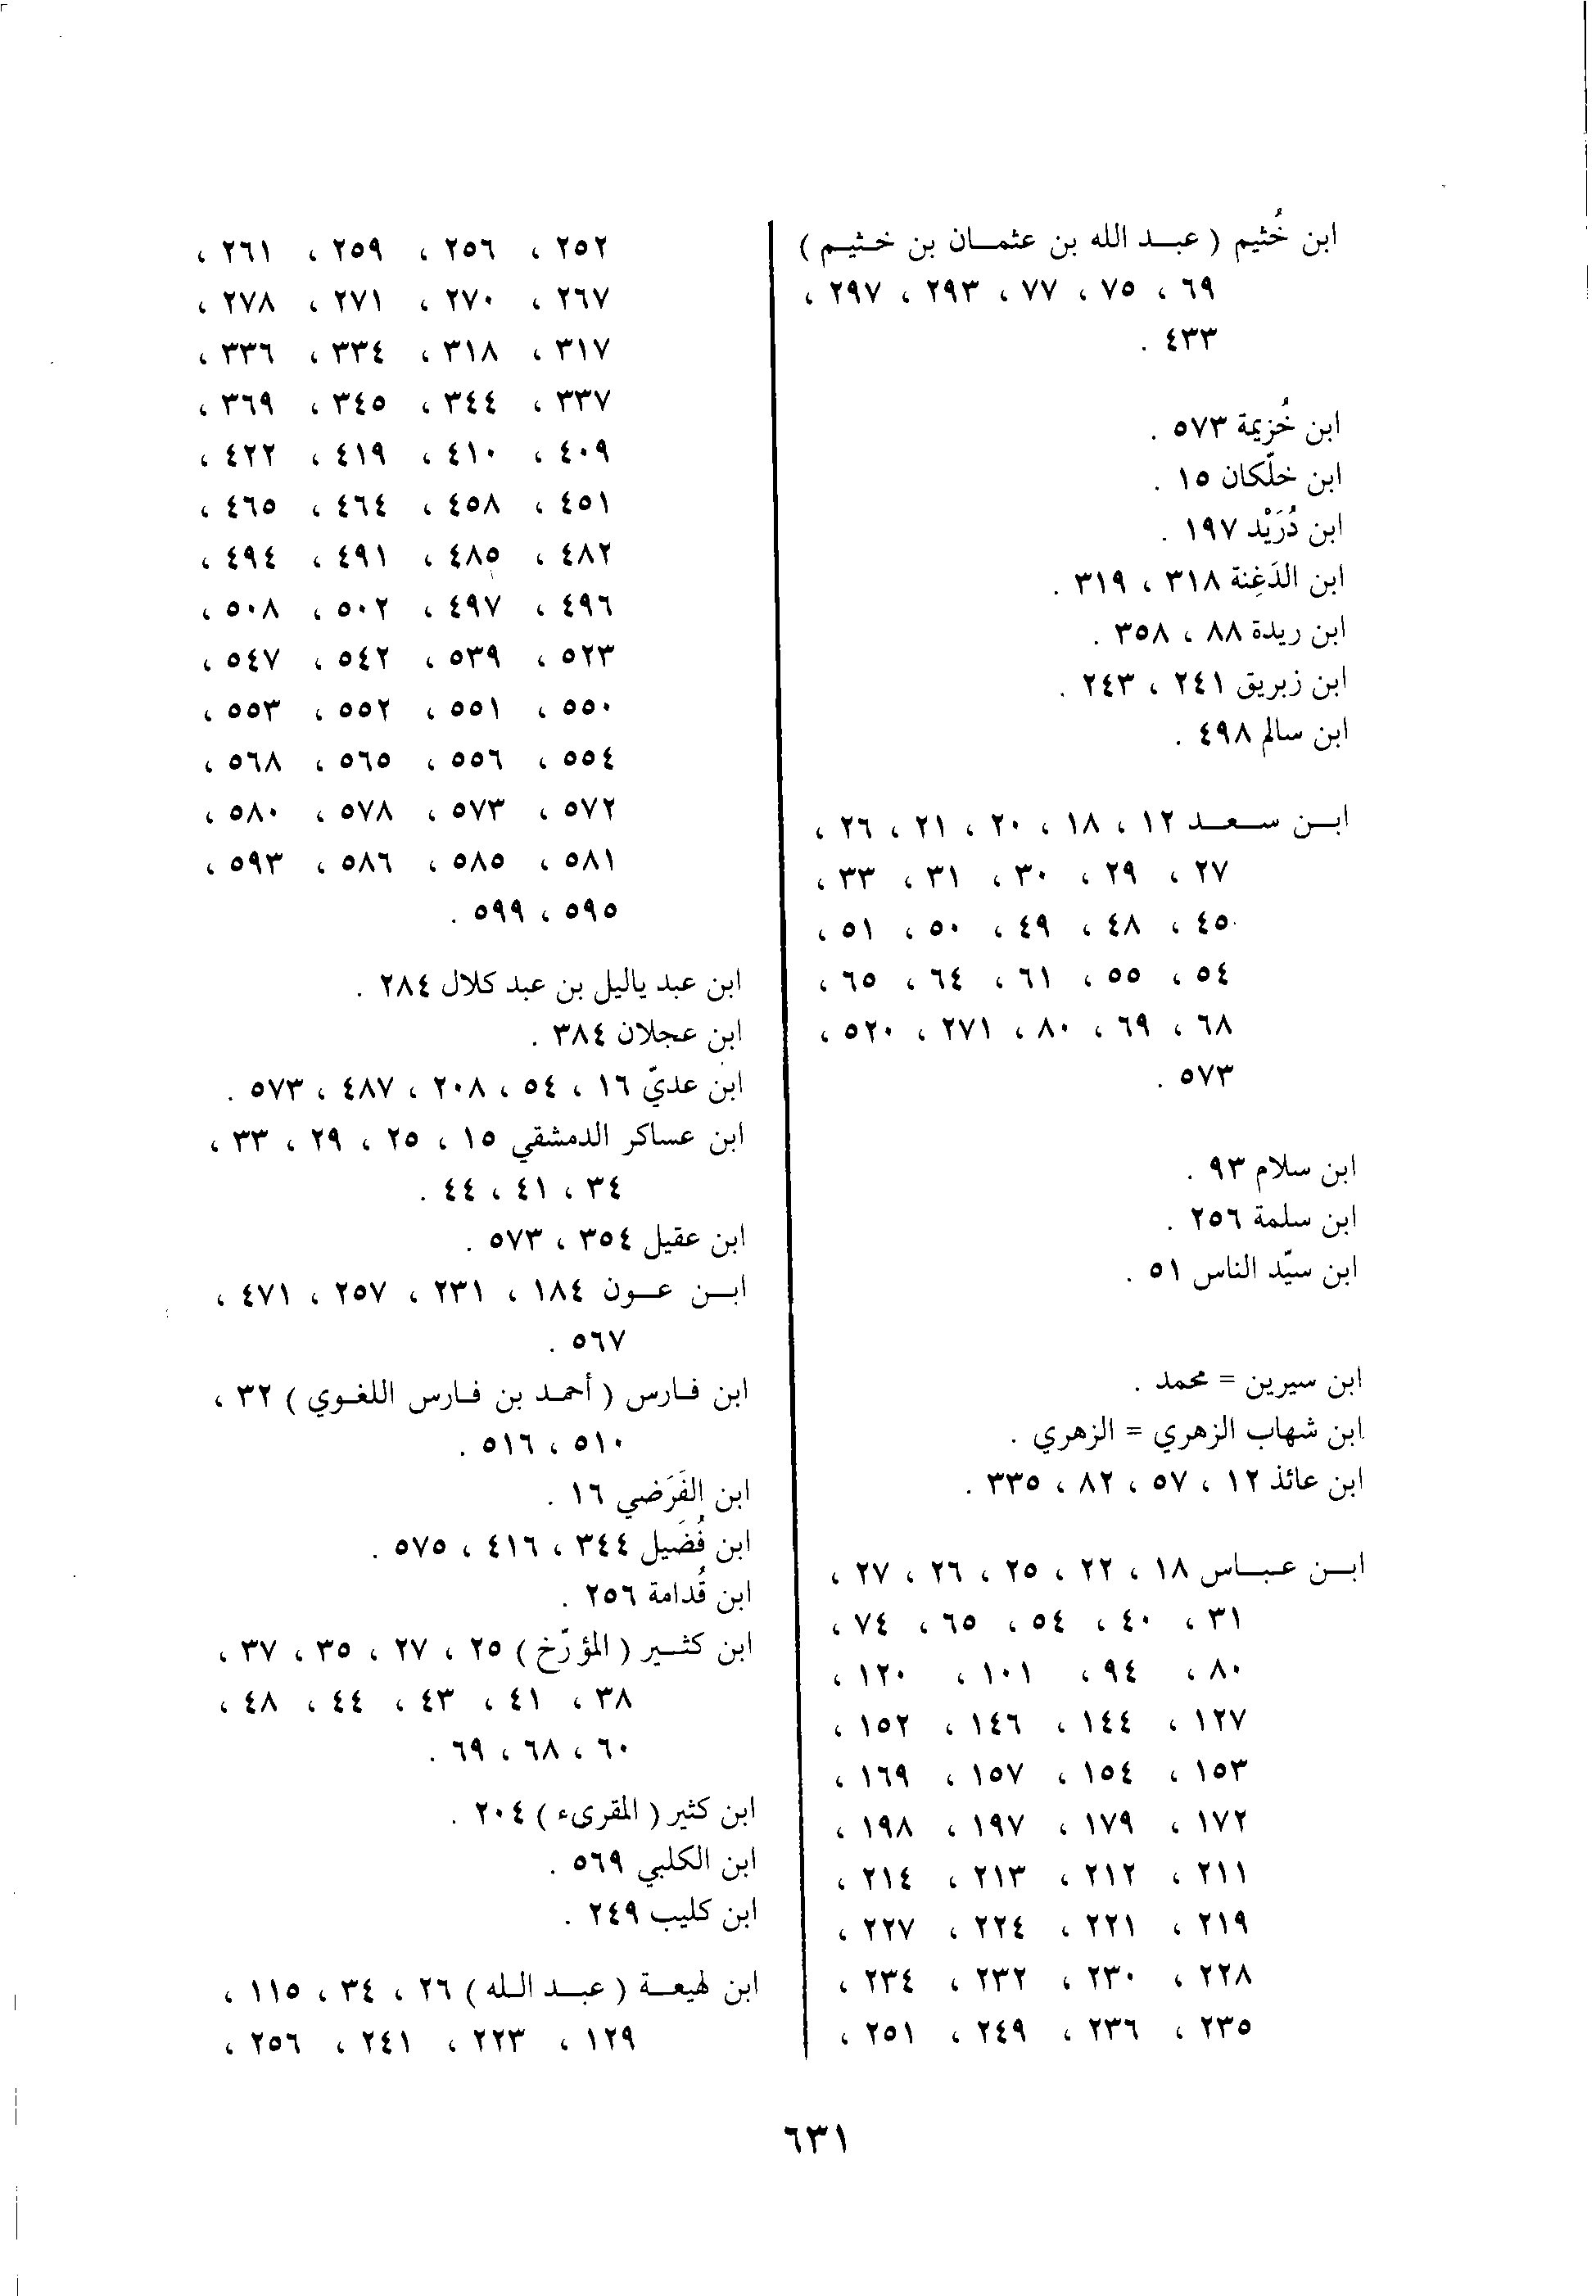 ابن خُثيم ( عبد الله بن عثمان بن خثيم )
٦٩ ، ٧٥ ، ٧٧ ، ٢٩٣ ، ٢٩٧ ،
٤٣٣ .
ابن خُزيمة ٥٧٣ .
ابن خلّكان ١٥ .
ابن دُرَيْد ١٩٧ .
ابن الدَغِنة ٣١٨ ، ٣١٩ .
ابن ريدة ٨٨ ، ٣٥٨ .
ابن زبريق ٢٤١ ، ٢٤٣ .
ابن سالم ٤٩٨ .
ابن سعد ١٢ ، ١٨ ، ٢٠ ، ٢١ ، ٢٦ ،
٢٧ ، ٢٩ ، ٣٠ ، ٣١ ، ٣٣ ،
٤٥ ، ٤٨ ، ٤٩ ، ٥٠ ، ٥١ ،
٥٤ ، ٥٥ ، ٦١ ، ٦٤ ، ٦٥ ،
٦٨ ، ٦٩ ، ٨٠ ، ٢٧١ ، ٥٢٠ ،
٥٧٣ .
ابن سلام ٩٣ .
ابن سلمة ٢٥٦ .
ابن سيّد الناس ٥١ .
ابن سيرين = محمد .
ابن شهاب الزهري = الزهري .
ابن عائذ ١٢ ، ٥٧ ، ٨٢ ، ٣٣٥ .
ابن عباس ١٨ ، ٢٢ ، ٢٥ ، ٢٦ ، ٢٧ ،
٣١ ، ٤٠ ، ٥٤ ، ٦٥ ، ٧٤ ،
٨٠ ، ٩٤ ، ١٠١ ، ١٢٠ ،
١٢٧ ، ١٤٤ ، ١٤٦ ، ١٥٢ ،
١٥٣ ، ١٥٤ ، ١٥٧ ، ١٦٩ ،
١٧٢ ، ١٧٩ ، ١٩٧ ، ١٩٨ ،
٢١١ ، ٢١٢ ، ٢١٣ ، ٢١٤ ،
٢١٩ ، ٢٢١ ، ٢٢٤ ، ٢٢٧ ،
٢٢٨ ، ٢٣٠ ، ٢٣٢ ، ٢٣٤ ،
٢٣٥ ، ٢٣٦ ، ٢٤٩ ، ٢٥١ ،
٢٥٢ ، ٢٥٦ ، ٢٥٩ ، ٢٦١ ،
٢٦٧ ، ٢٧٠ ، ٢٧١ ، ٢٧٨ ،
٣١٧ ، ٣١٨ ، ٣٣٤ ، ٣٣٦ ،
٣٣٧ ، ٣٤٤ ، ٣٤٥ ، ٣٦٩ ،
٤٠٩ ، ٤١٠ ، ٤١٩ ، ٤٢٢ ،
٤٥١ ، ٤٥٨ ، ٤٦٤ ، ٤٦٥ ،
٤٨٢ ، ٤٨٥ ، ٤٩١ ، ٤٩٤ ،
٤٩٦ ، ٤٩٧ ، ٥٠٢ ، ٥٠٨ ،
٥٢٣ ، ٥٣٩ ، ٥٤٢ ، ٥٤٧ ،
٥٥٠ ، ٥٥١ ، ٥٥٢ ، ٥٥٣ ،
٥٥٤ ، ٥٥٦ ، ٥٦٥ ، ٥٦٨ ،
٥٧٢ ، ٥٧٣ ، ٥٧٨ ، ٥٨٠ ،
٥٨١ ، ٥٨٥ ، ٥٨٦ ، ٥٩٣ ،
٥٩٥ ، ٥٩٩ .
ابن عبد ياليل بن عبد كلال ٢٨٤ .
ابن عجلان ٣٨٤ .
ابن عديّ ١٦ ، ٥٤ ، ٢٠٨ ، ٤٨٧ ، ٥٧٣ .
ابن عساكر الدمشقي ١٥ ، ٢٥ ، ٢٩ ، ٣٣ ،
٣٤ ، ٤١ ، ٤٤ .
ابن عقيل ٣٥٤ ، ٥٧٣ .
ابن عون ١٨٤ ، ٢٣١ ، ٢٥٧ ، ٤٧١ ،
٥٦٧ .
ابن فارس ( أحمد بن فارس اللغوي ) ٣٢ ،
٥١٠ ، ٥١٦ .
ابن الفَرَضي ١٦ .
ابن فُضَيل ٣٤٤ ، ٤١٦ ، ٥٧٥ .
ابن قُدامة ٢٥٦ .
ابن كثير ( المؤرّخ ) ٢٥ ، ٢٧ ، ٣٥ ، ٣٧ ،
٣٨ ، ٤١ ، ٤٣ ، ٤٤ ، ٤٨ ،
٦٠ ، ٦٨ ، ٦٩ .
ابن كثير ( المقرىء ) ٢٠٤ .
ابن الكلبي ٥٦٩ .
ابن كليب ٢٤٩ .
ابن لهيعة ( عبد الله ) ٢٦ ، ٣٤ ، ١١٥ ،
١٢٩ ، ٢٢٣ ، ٢٤١ ، ٢٥٦ ،
٦٣١